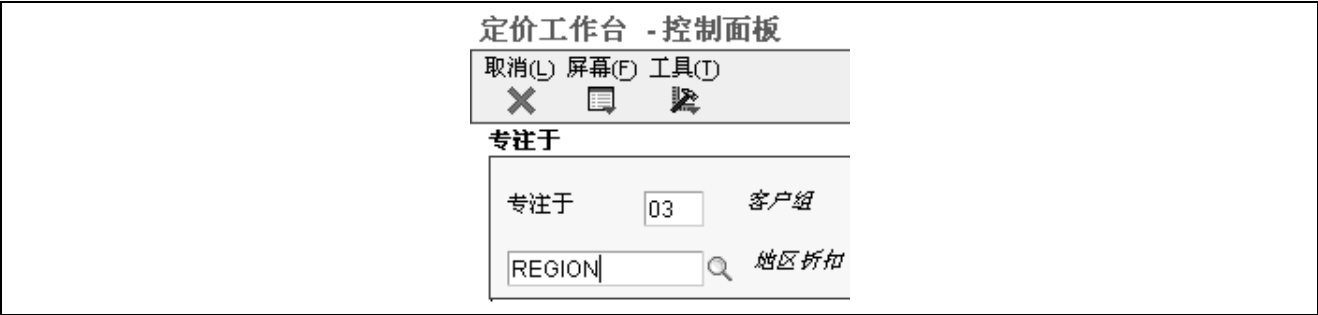 定价工作台 - 控制面板
取消(L) 屏幕(F) 工具(T)
专注于
专注于 03 客户组
REGION 地区折扣